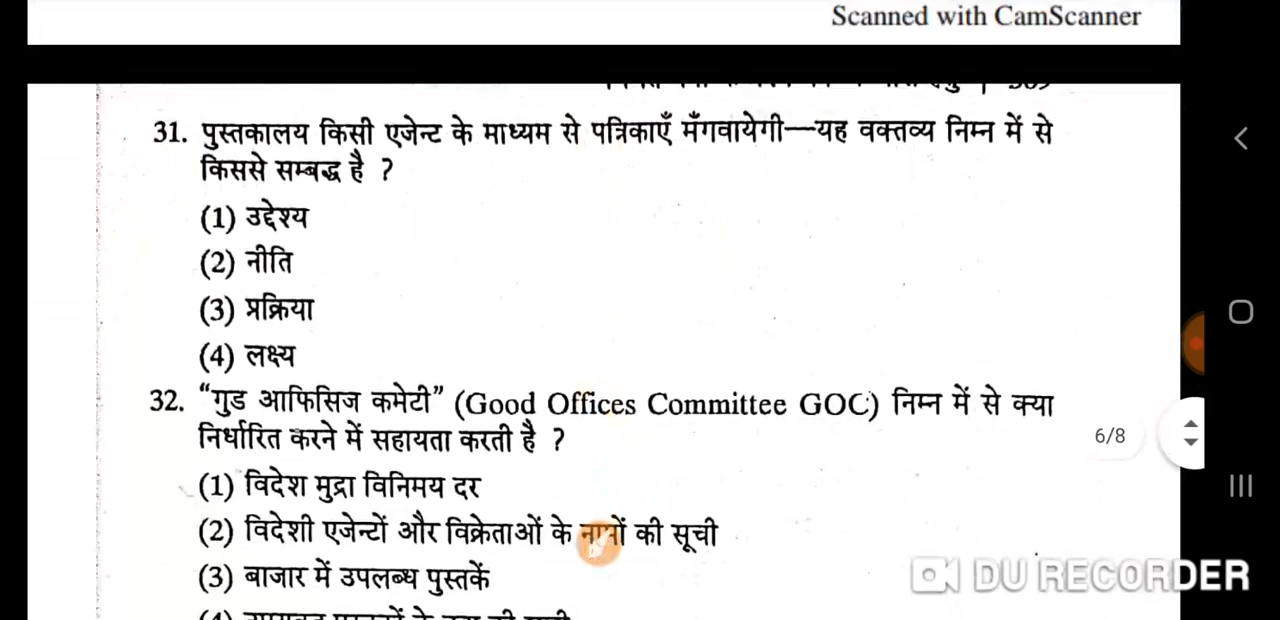 Scanned with CamScanner
31. पुस्तकालय किसी एजेन्ट के माध्यम से पत्रिकाएँ मँगवायेगी—यह वक्तव्य निम्न में से
किससे सम्बद्ध है ?
(1) उद्देश्य
(2) नीति
(3) प्रक्रिया
(4) लक्ष्य
32. “गुड आफिसिज कमेटी” (Good Offices Committee GOC) निम्न में से क्या
निर्धारित करने में सहायता करती है ?
6/8
(1) विदेश मुद्रा विनिमय दर
(2) विदेशी एजेन्टों और विक्रेताओं के नामों की सूची
(3) बाजार में उपलब्ध पुस्तकें
DU RECORDER